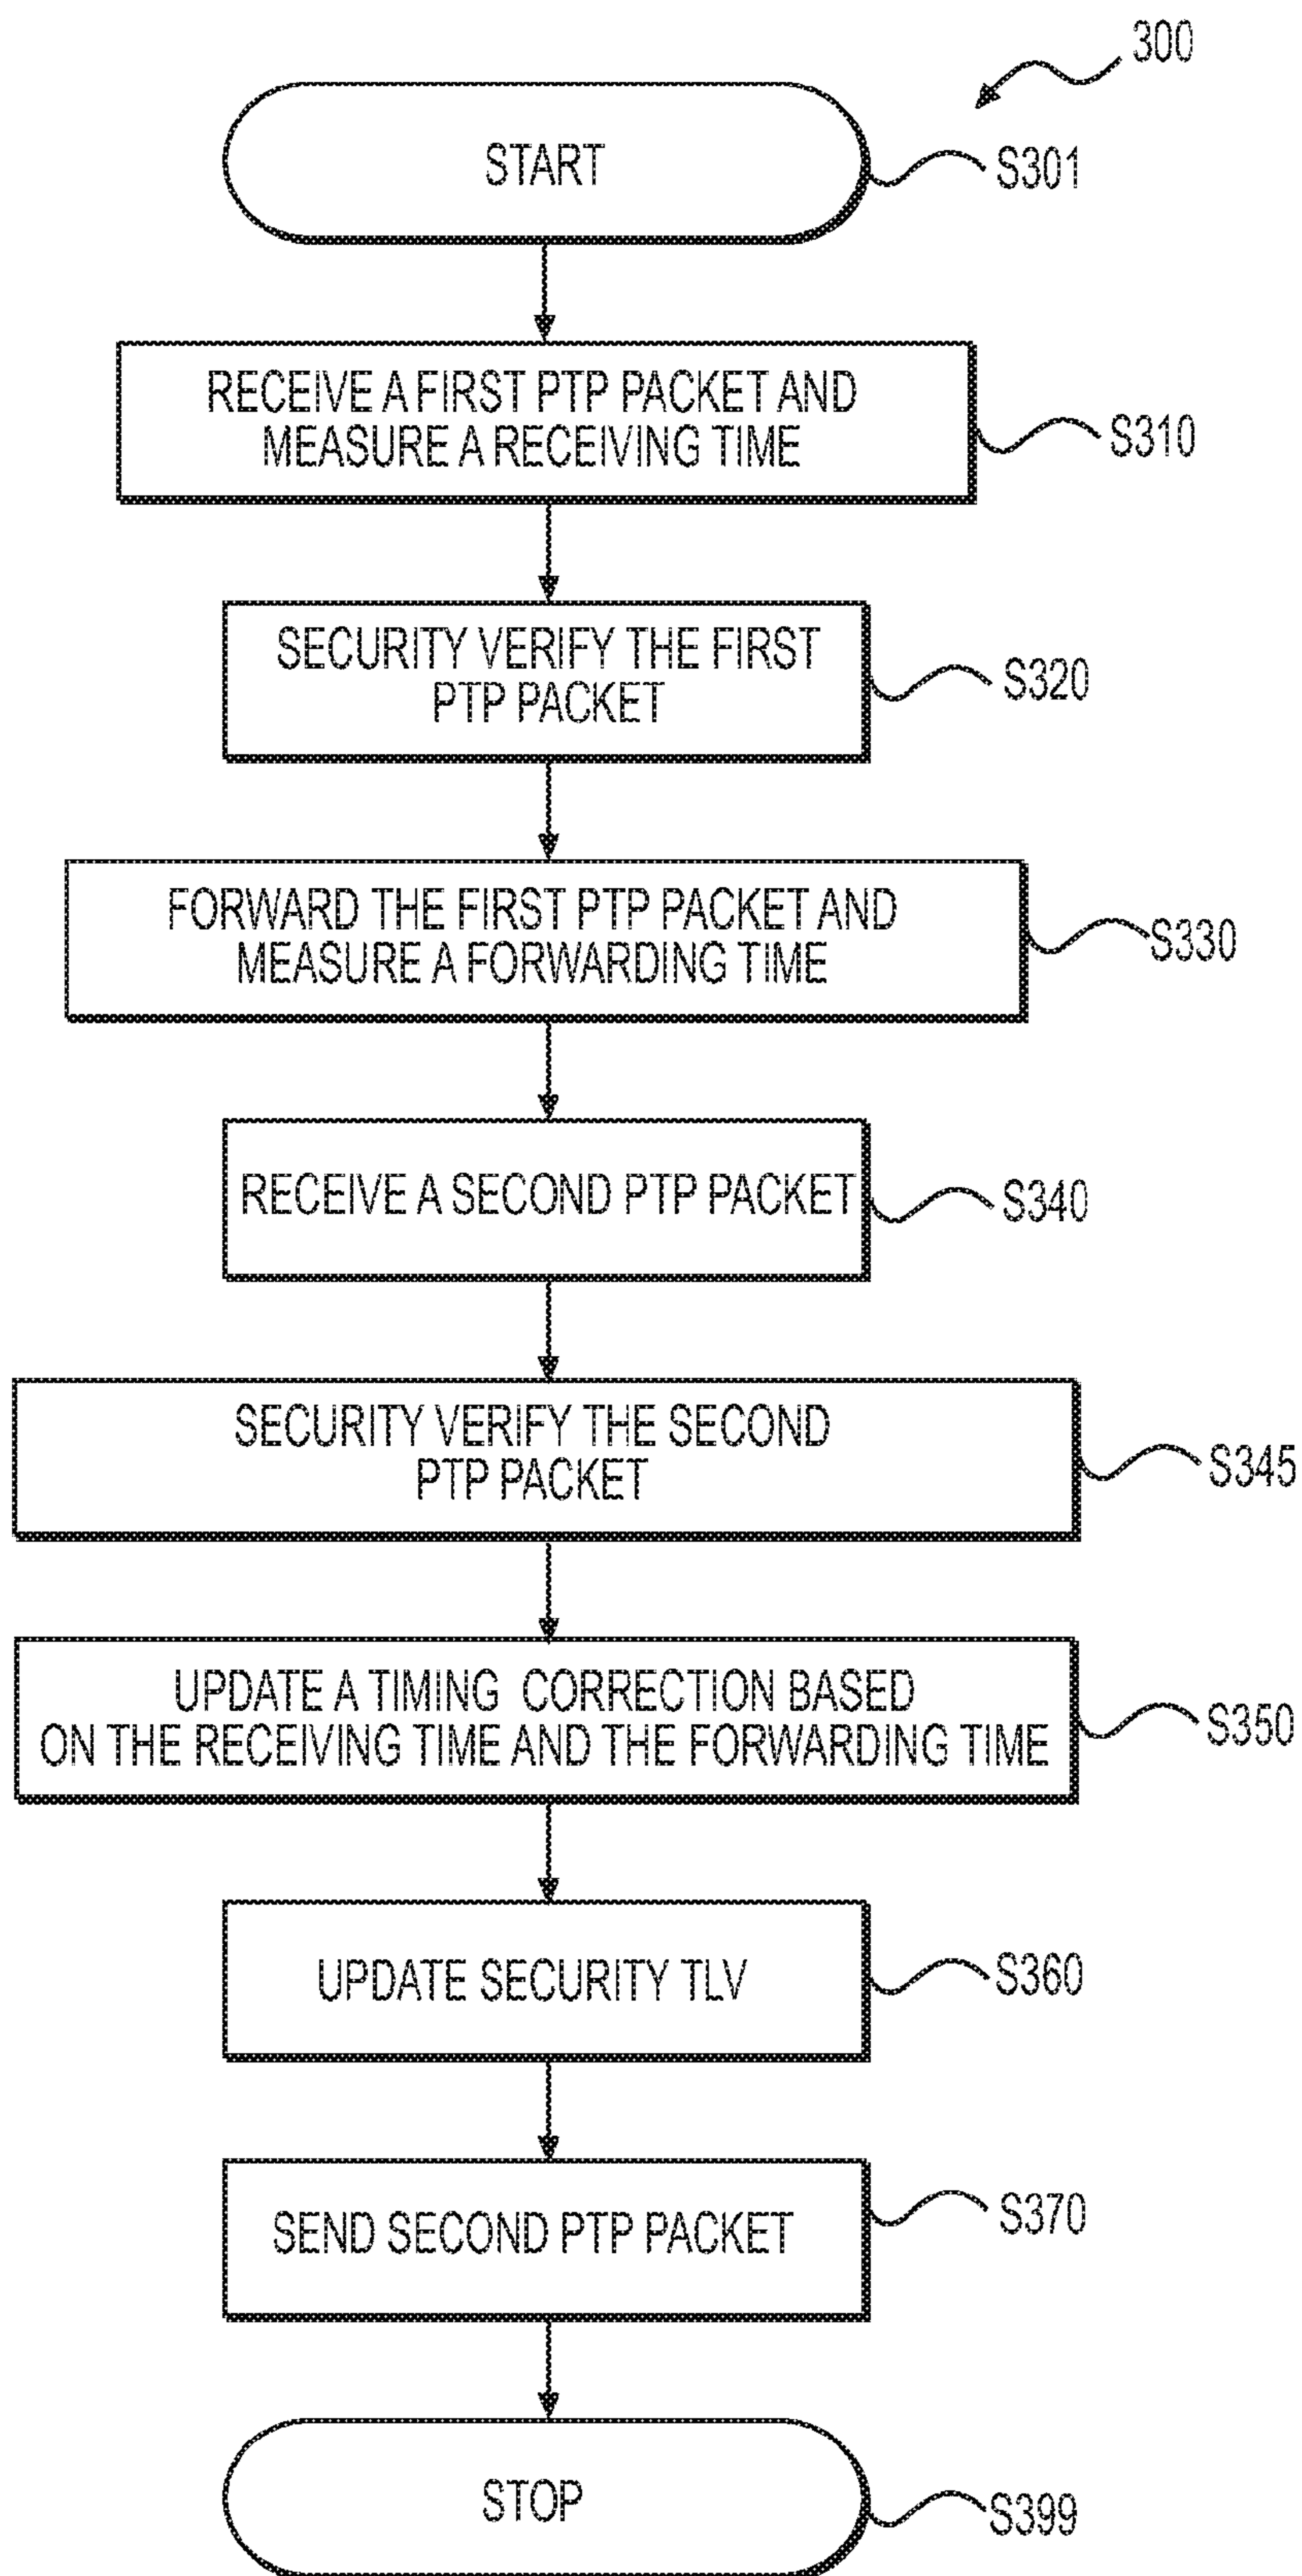 300
START
S301
RECEIVE A FIRST PTP PACKET AND
MEASURE A RECEIVING TIME
S310
SECURITY VERIFY THE FIRST
PTP PACKET
S320
FORWARD THE FIRST PTP PACKET AND
MEASURE A FORWARDING TIME
S330
RECEIVE A SECOND PTP PACKET
S340
SECURITY VERIFY THE SECOND
PTP PACKET
S345
UPDATE A TIMING CORRECTION BASED
ON THE RECEIVING TIME AND THE FORWARDING TIME
S350
UPDATE SECURITY TLV
S360
SEND SECOND PTP PACKET
S370
STOP
S399